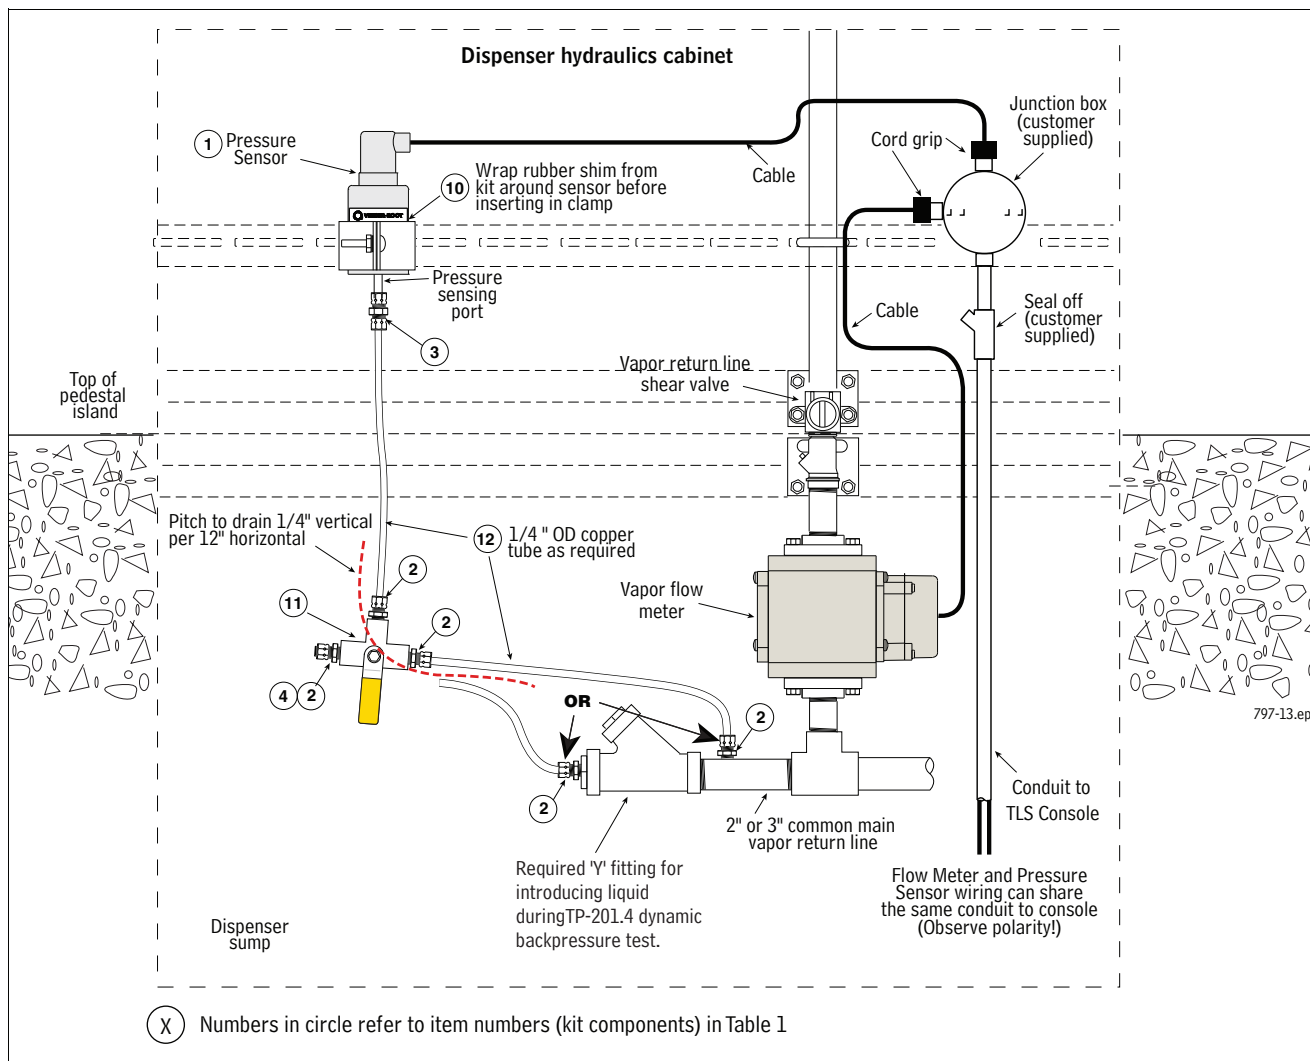 Dispenser hydraulics cabinet
1 Pressure
Sensor
10
Wrap rubber shim from
kit around sensor before
inserting in clamp
VEEDER-ROOT
Cable
Cord grip
Junction box
(customer
supplied)
Pressure
sensing
port
3
Cable
Seal off
(customer
supplied)
Vapor return line
shear valve
Top of
pedestal
island
Pitch to drain 1/4" vertical
per 12" horizontal
12
1/4 " OD copper
tube as required
2
11
2
Vapor flow
meter
4 2
OR
2
2
797-13.ep
2" or 3" common main
vapor return line
Conduit to
TLS Console
Required 'Y' fitting for
introducing liquid
duringTP-201.4 dynamic
backpressure test.
Flow Meter and Pressure
Sensor wiring can share
the same conduit to console
(Observe polarity!)
Dispenser
sump
X Numbers in circle refer to item numbers (kit components) in Table 1